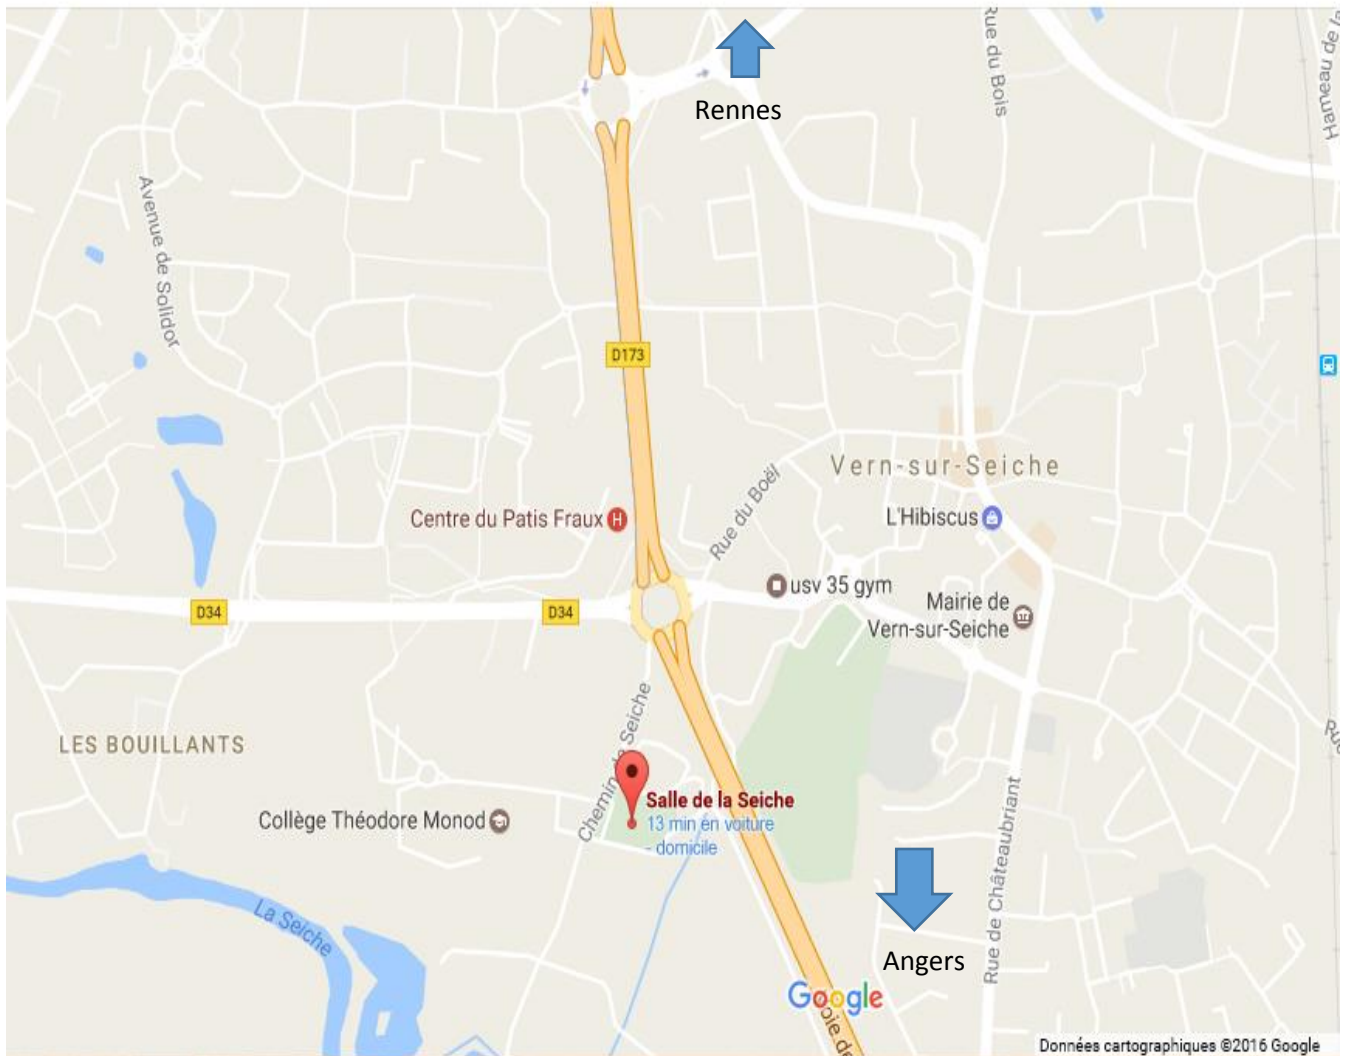 Rennes
Rue du Bois
Hameau de la
Avenue de Solidor
D173
Vern-sur-Seiche
Rue du Boël
Centre du Patis Fraux H
L'Hibiscus
usv 35 gym
D34
D34
Mairie de
Vern-sur-Seiche
LES BOUILLANTS
Chemin de Seiche
Salle de la Seiche
13 min en voiture
- domicile
Collège Théodore Monod
Rue de Châteaubriant
La Seiche
Angers
Google
Données cartographiques ©2016 Google